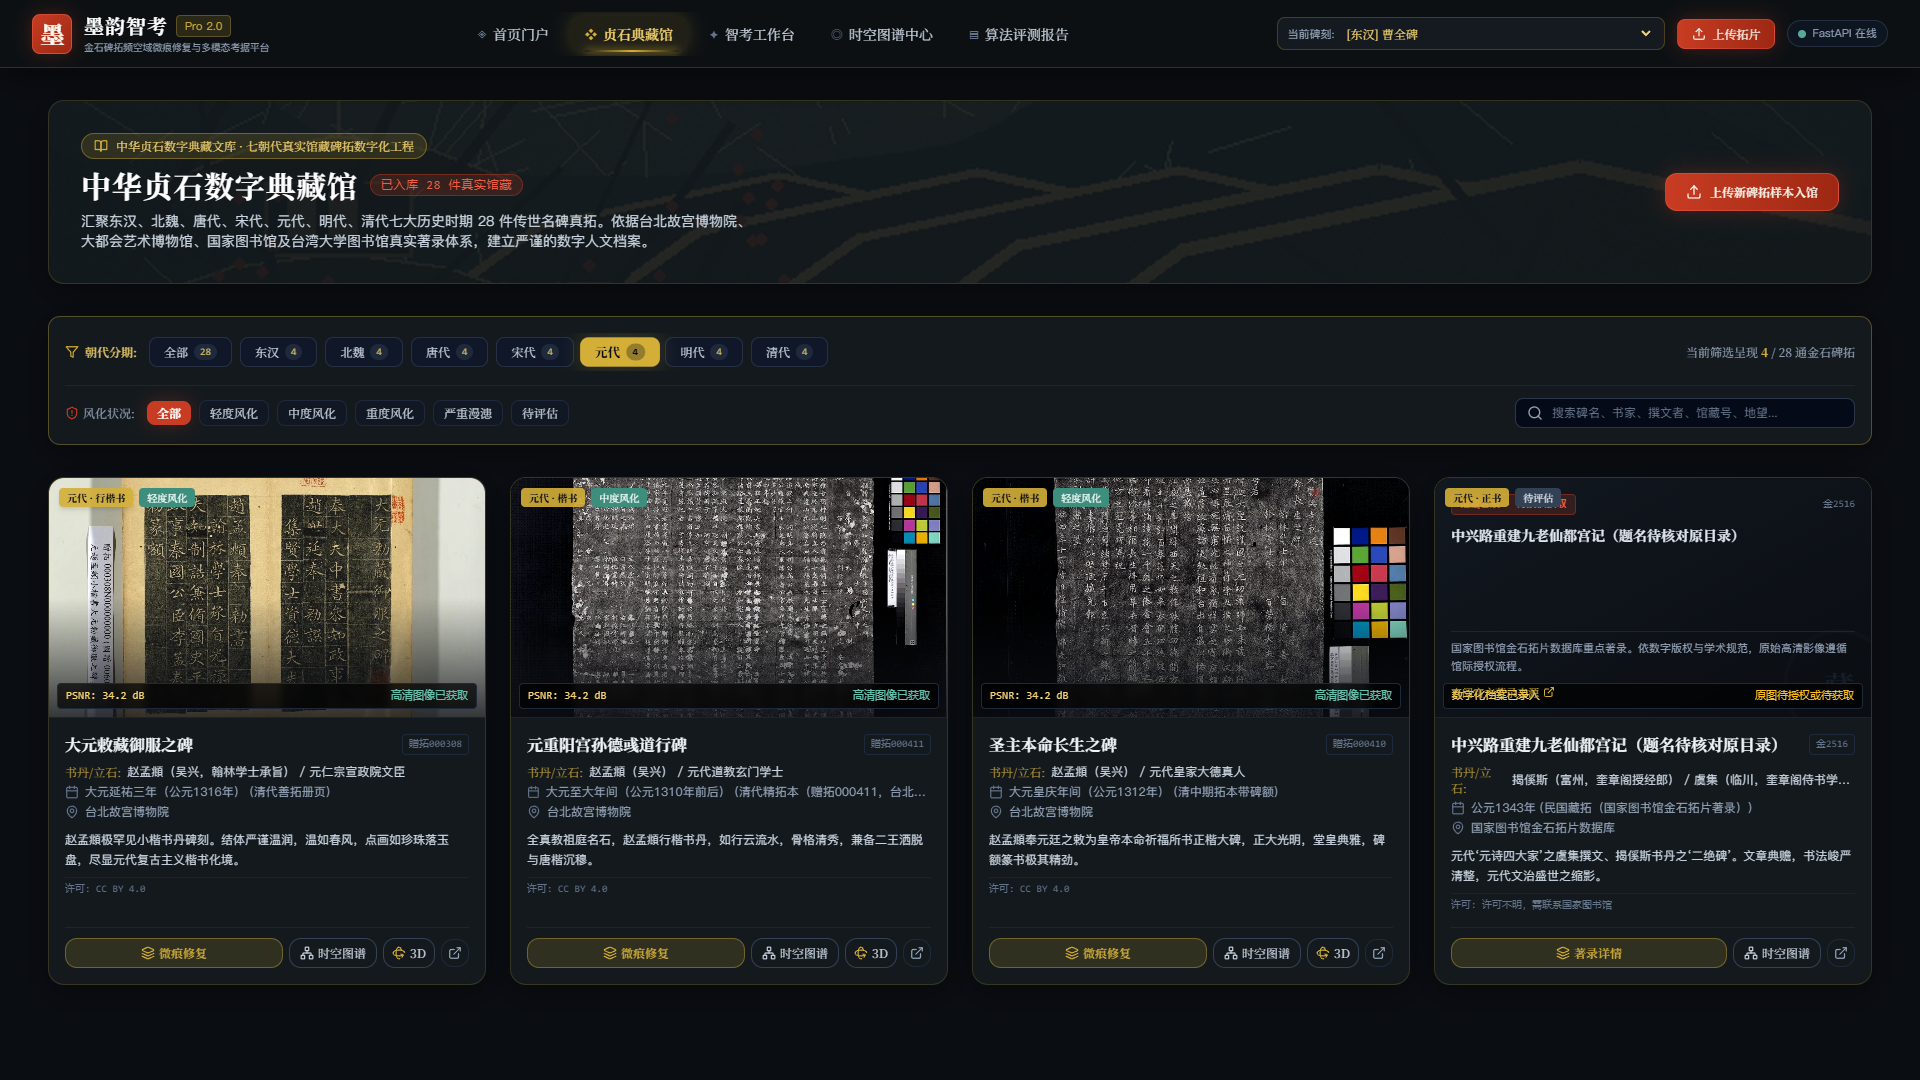 墨
墨韵智考 Pro 2.0
金石碑拓频空域微痕修复与多模态考据平台
首页门户
贞石典藏馆
智考工作台
时空图谱中心
算法评测报告
当前碑刻: [东汉] 曹全碑
上传拓片
FastAPI 在线
中华贞石数字典藏文库 · 七朝代真实馆藏碑拓数字化工程
中华贞石数字典藏馆 已入库 28 件真实馆藏
汇聚东汉、北魏、唐代、宋代、元代、明代、清代七大历史时期 28 件传世名碑真拓。依据台北故宫博物院、
大都会艺术博物馆、国家图书馆及台湾大学图书馆真实著录体系，建立严谨的数字人文档案。
上传新碑拓样本入馆
朝代分期: 全部 28 东汉 4 北魏 4 唐代 4 宋代 4 元代 4 明代 4 清代 4
当前筛选呈现 4 / 28 通金石碑拓
风化状况: 全部 轻度风化 中度风化 重度风化 严重漫漶 待评估
搜索碑名、书家、撰文者、馆藏号、地望...
元代 · 行楷书 轻度风化
PSNR: 34.2 dB 高清图像已获取
大元敕藏御服之碑 赠拓000308
书丹/立石: 赵孟頫（吴兴，翰林学士承旨） / 元仁宗宣政院文臣
大元延祐三年（公元1316年）（清代善拓册页）
台北故宫博物院
赵孟頫极罕见小楷书丹碑刻。结体严谨温润，温如春风，点画如珍珠落玉
盘，尽显元代复古主义楷书化境。
许可: CC BY 4.0
微痕修复 时空图谱 3D
元代 · 楷书 中度风化
PSNR: 34.2 dB 高清图像已获取
元重阳宫孙德彧道行碑 赠拓000411
书丹/立石: 赵孟頫（吴兴） / 元代道教玄门学士
大元至大年间（公元1310年前后）（清代精拓本（赠拓000411，台北...
台北故宫博物院
全真教祖庭名石，赵孟頫行楷书丹，如行云流水，骨格清秀，兼备二王洒脱
与唐楷沉穆。
许可: CC BY 4.0
微痕修复 时空图谱 3D
元代 · 楷书 轻度风化
PSNR: 34.2 dB 高清图像已获取
圣主本命长生之碑 赠拓000410
书丹/立石: 赵孟頫（吴兴） / 元代皇家大德真人
大元皇庆年间（公元1312年）（清中期拓本带碑额）
台北故宫博物院
赵孟頫奉元廷之敕为皇帝本命祈福所书正楷大碑，正大光明，堂皇典雅，碑
额篆书极其精劲。
许可: CC BY 4.0
微痕修复 时空图谱 3D
元代 · 正书 待评估 金2516
中兴路重建九老仙都宫记（题名待核对原目录）
国家图书馆金石拓片数据库重点著录。依数字版权与学术规范，原始高清影像遵循
馆际授权流程。
数字化档案已录入 原图待授权或待获取
中兴路重建九老仙都宫记（题名待核对原目录） 金2516
书丹/立石: 揭傒斯（富州，奎章阁授经郎） / 虞集（临川，奎章阁侍书学...
公元1343年 (民国藏拓（国家图书馆金石拓片著录））
国家图书馆金石拓片数据库
元代‘元诗四大家’之虞集撰文、揭傒斯书丹之‘二绝碑’。文章典赡，书法峻严
清整，元代文治盛世之缩影。
许可: 许可不明，需联系国家图书馆
著录详情 时空图谱